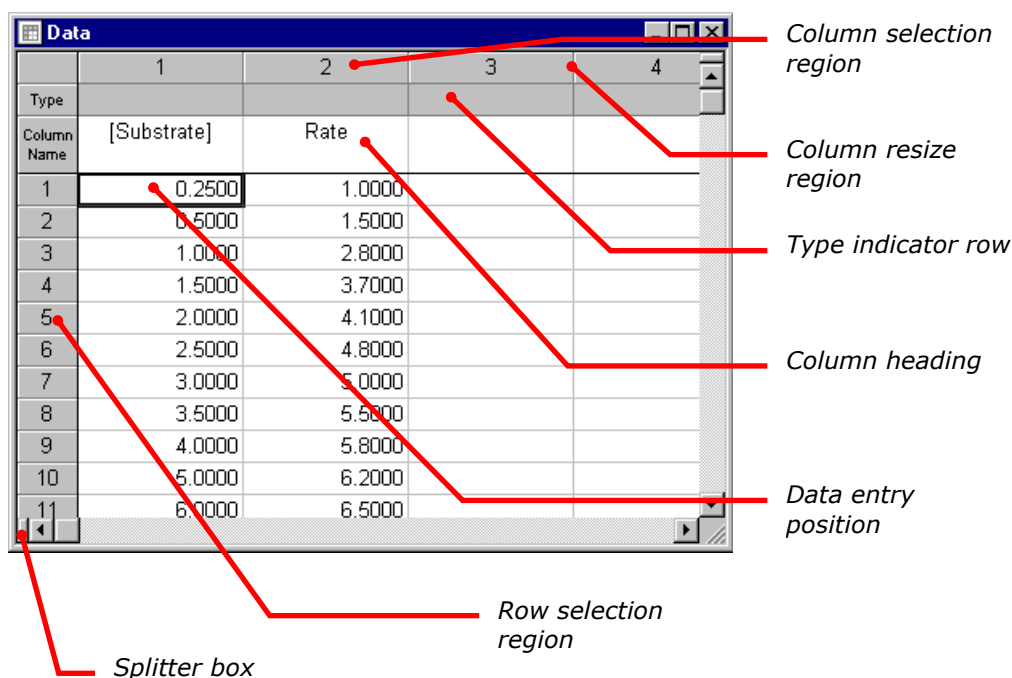 Data
1 2 3 4
Type
Column Name [Substrate] Rate
1 0.2500 1.0000
2 0.5000 1.5000
3 1.0000 2.8000
4 1.5000 3.7000
5 2.0000 4.1000
6 2.5000 4.8000
7 3.0000 5.0000
8 3.5000 5.5000
9 4.0000 5.8000
10 5.0000 6.2000
11 6.0000 6.5000
Column selection
region
Column resize
region
Type indicator row
Column heading
Data entry
position
Row selection
region
Splitter box